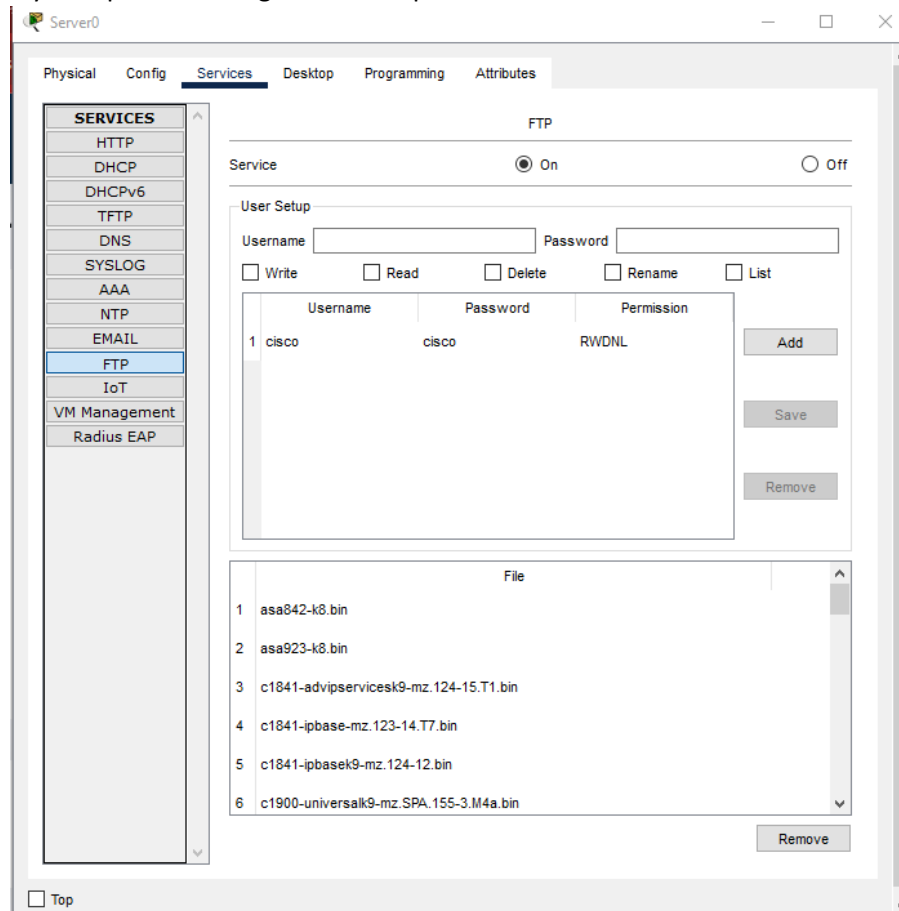 Server0
Physical Config Services Desktop Programming Attributes
SERVICES
HTTP
DHCP
DHCPv6
TFTP
DNS
SYSLOG
AAA
NTP
EMAIL
FTP
IoT
VM Management
Radius EAP
FTP
Service On Off
User Setup
Username Password
Write Read Delete Rename List
Username Password Permission
1 cisco cisco RWDNL
Add
Save
Remove
File
1 asa842-k8.bin
2 asa923-k8.bin
3 c1841-advipservicesk9-mz.124-15.T1.bin
4 c1841-ipbase-mz.123-14.T7.bin
5 c1841-ipbasek9-mz.124-12.bin
6 c1900-universalk9-mz.SPA.155-3.M4a.bin
Remove
Top